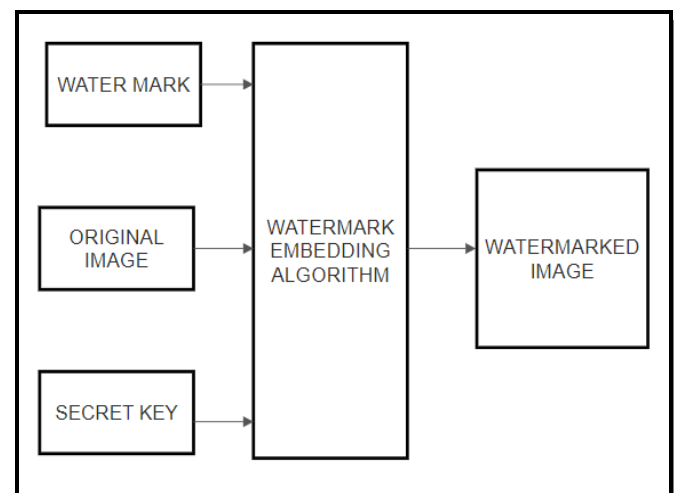 WATER MARK
ORIGINAL
IMAGE
SECRET KEY
WATERMARK
EMBEDDING
ALGORITHM
WATERMARKED
IMAGE